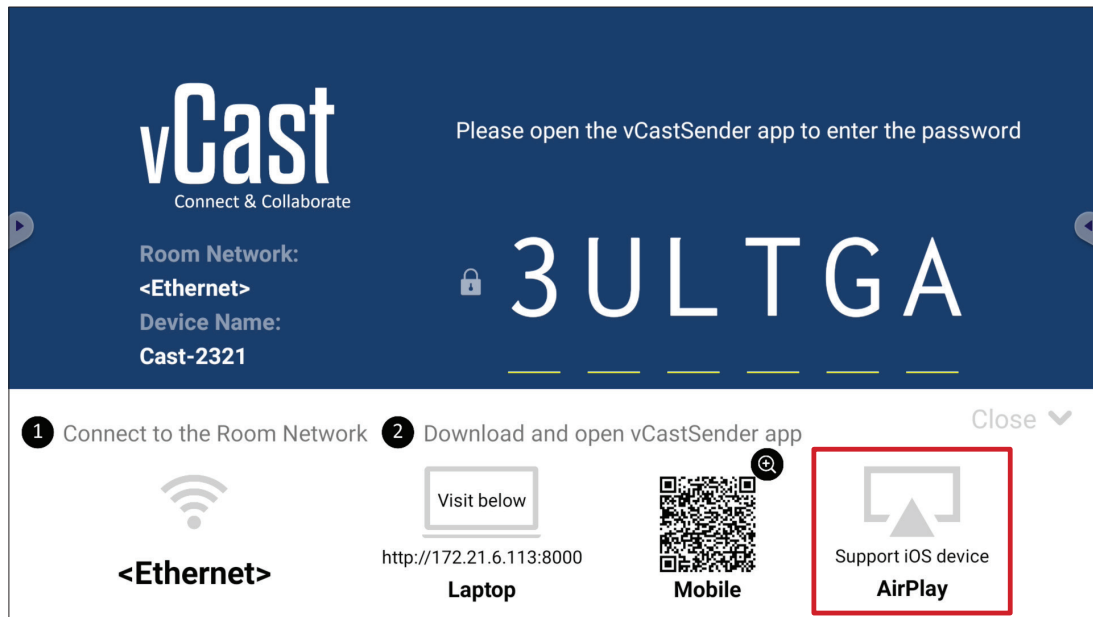 vCast
Connect & Collaborate
Please open the vCastSender app to enter the password
Room Network:
<Ethernet>
Device Name:
Cast-2321
3ULTGA
Close
1 Connect to the Room Network
2 Download and open vCastSender app
<Ethernet>
Visit below
http://172.21.6.113:8000
Laptop
Mobile
Support iOS device
AirPlay